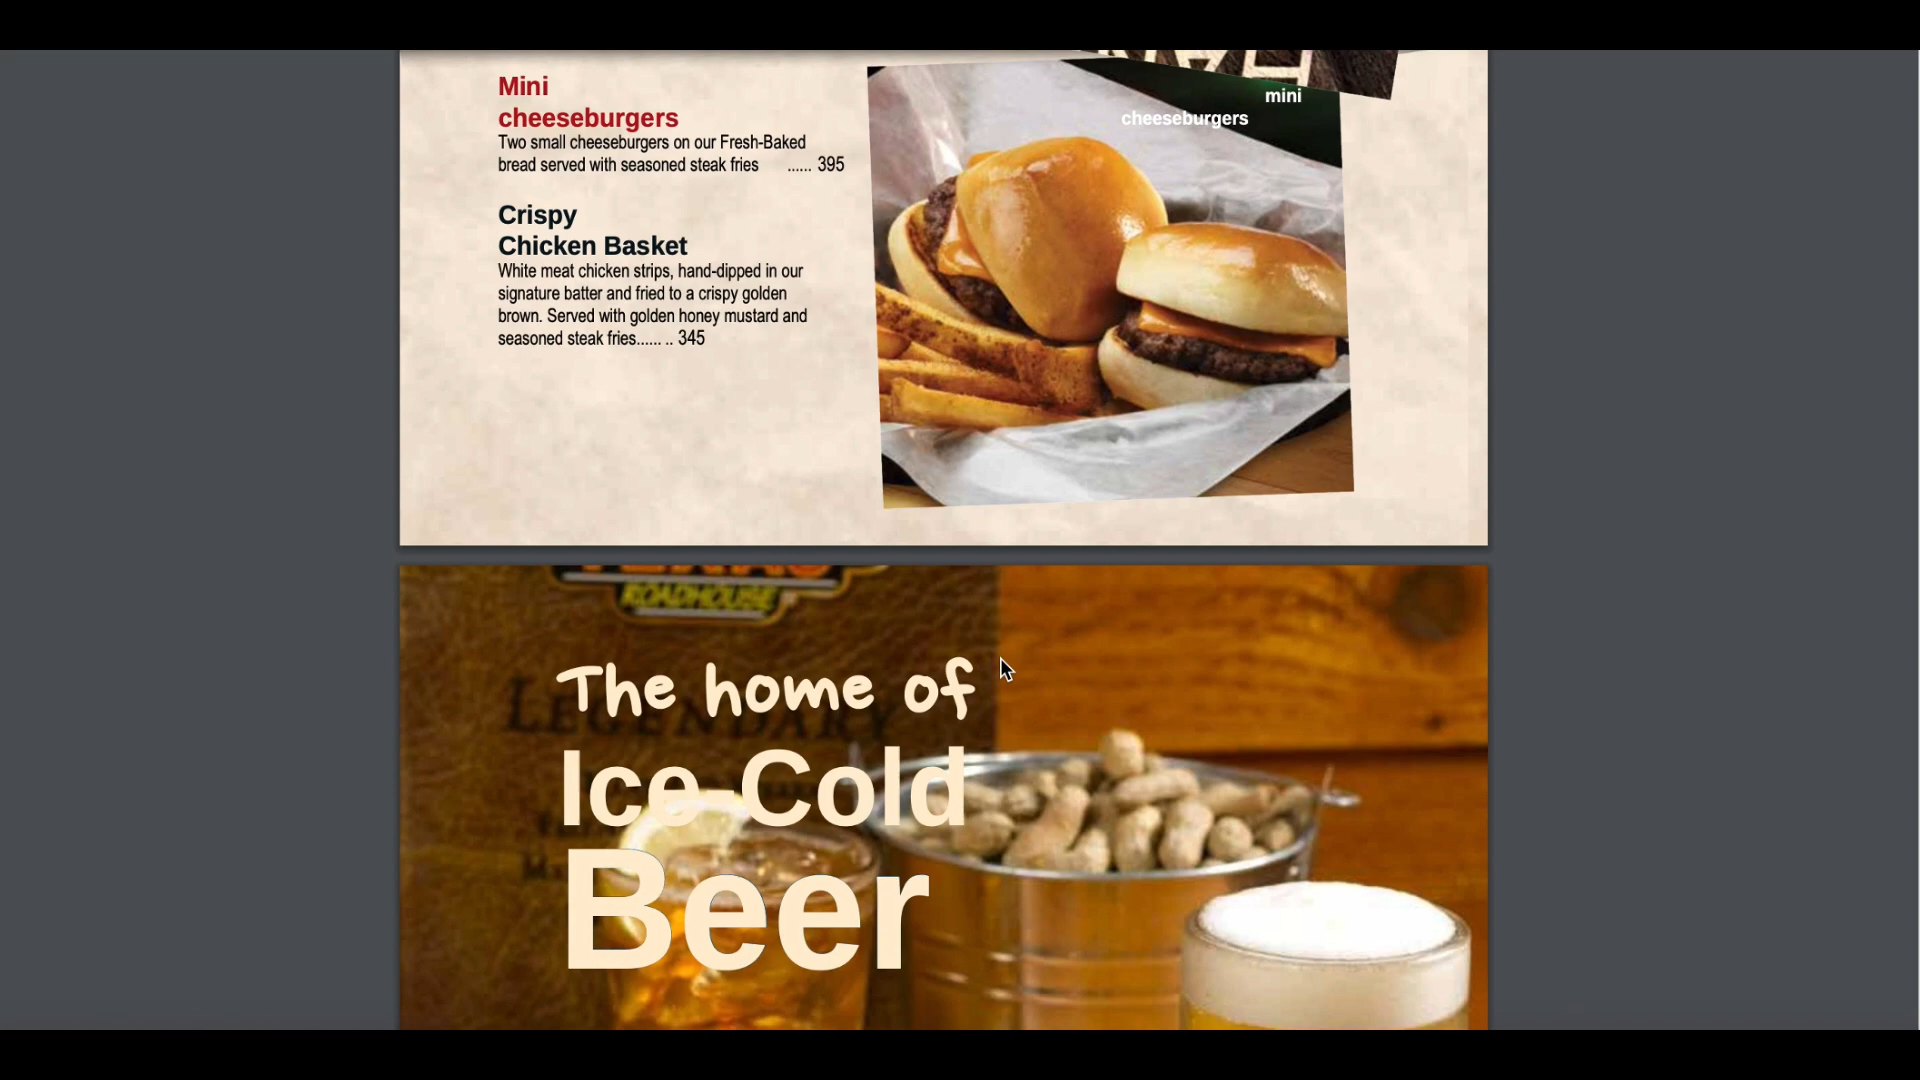 Mini
cheeseburgers
Two small cheeseburgers on our Fresh-Baked
bread served with seasoned steak fries ...... 395
Crispy
Chicken Basket
White meat chicken strips, hand-dipped in our
signature batter and fried to a crispy golden
brown. Served with golden honey mustard and
seasoned steak fries...... .. 345
mini
cheeseburgers
ROADHOUSE
The home of
LEGENDARY
Ice-Cold
Beer